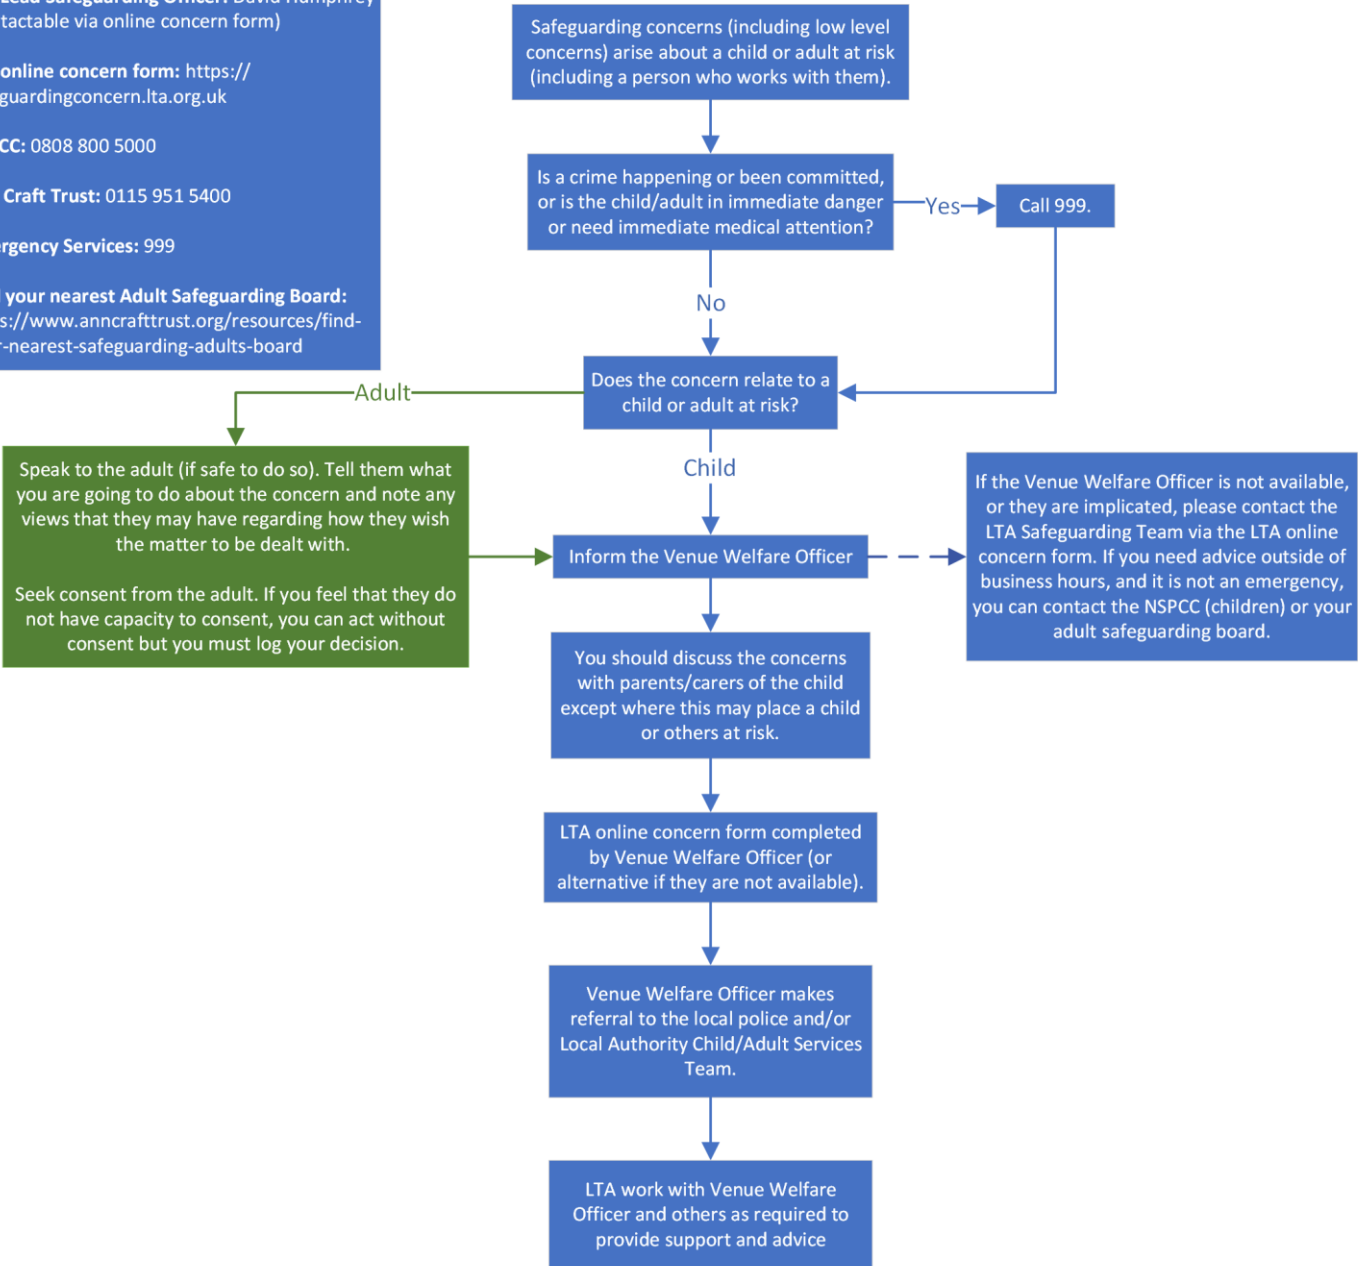 Lead Safeguarding Officer: David Humphrey
tactable via online concern form)
online concern form: https://
guardingconcern.lta.org.uk
CC: 0808 800 5000
Craft Trust: 0115 951 5400
ergency Services: 999
your nearest Adult Safeguarding Board:
s://www.anncrafttrust.org/resources/find-
r-nearest-safeguarding-adults-board
Safeguarding concerns (including low level
concerns) arise about a child or adult at risk
(including a person who works with them).
Is a crime happening or been committed,
or is the child/adult in immediate danger
or need immediate medical attention?
Yes
Call 999.
No
Does the concern relate to a
child or adult at risk?
Adult
Child
Speak to the adult (if safe to do so). Tell them what
you are going to do about the concern and note any
views that they may have regarding how they wish
the matter to be dealt with.
Seek consent from the adult. If you feel that they do
not have capacity to consent, you can act without
consent but you must log your decision.
Inform the Venue Welfare Officer
If the Venue Welfare Officer is not available,
or they are implicated, please contact the
LTA Safeguarding Team via the LTA online
concern form. If you need advice outside of
business hours, and it is not an emergency,
you can contact the NSPCC (children) or your
adult safeguarding board.
You should discuss the concerns
with parents/carers of the child
except where this may place a child
or others at risk.
LTA online concern form completed
by Venue Welfare Officer (or
alternative if they are not available).
Venue Welfare Officer makes
referral to the local police and/or
Local Authority Child/Adult Services
Team.
LTA work with Venue Welfare
Officer and others as required to
provide support and advice